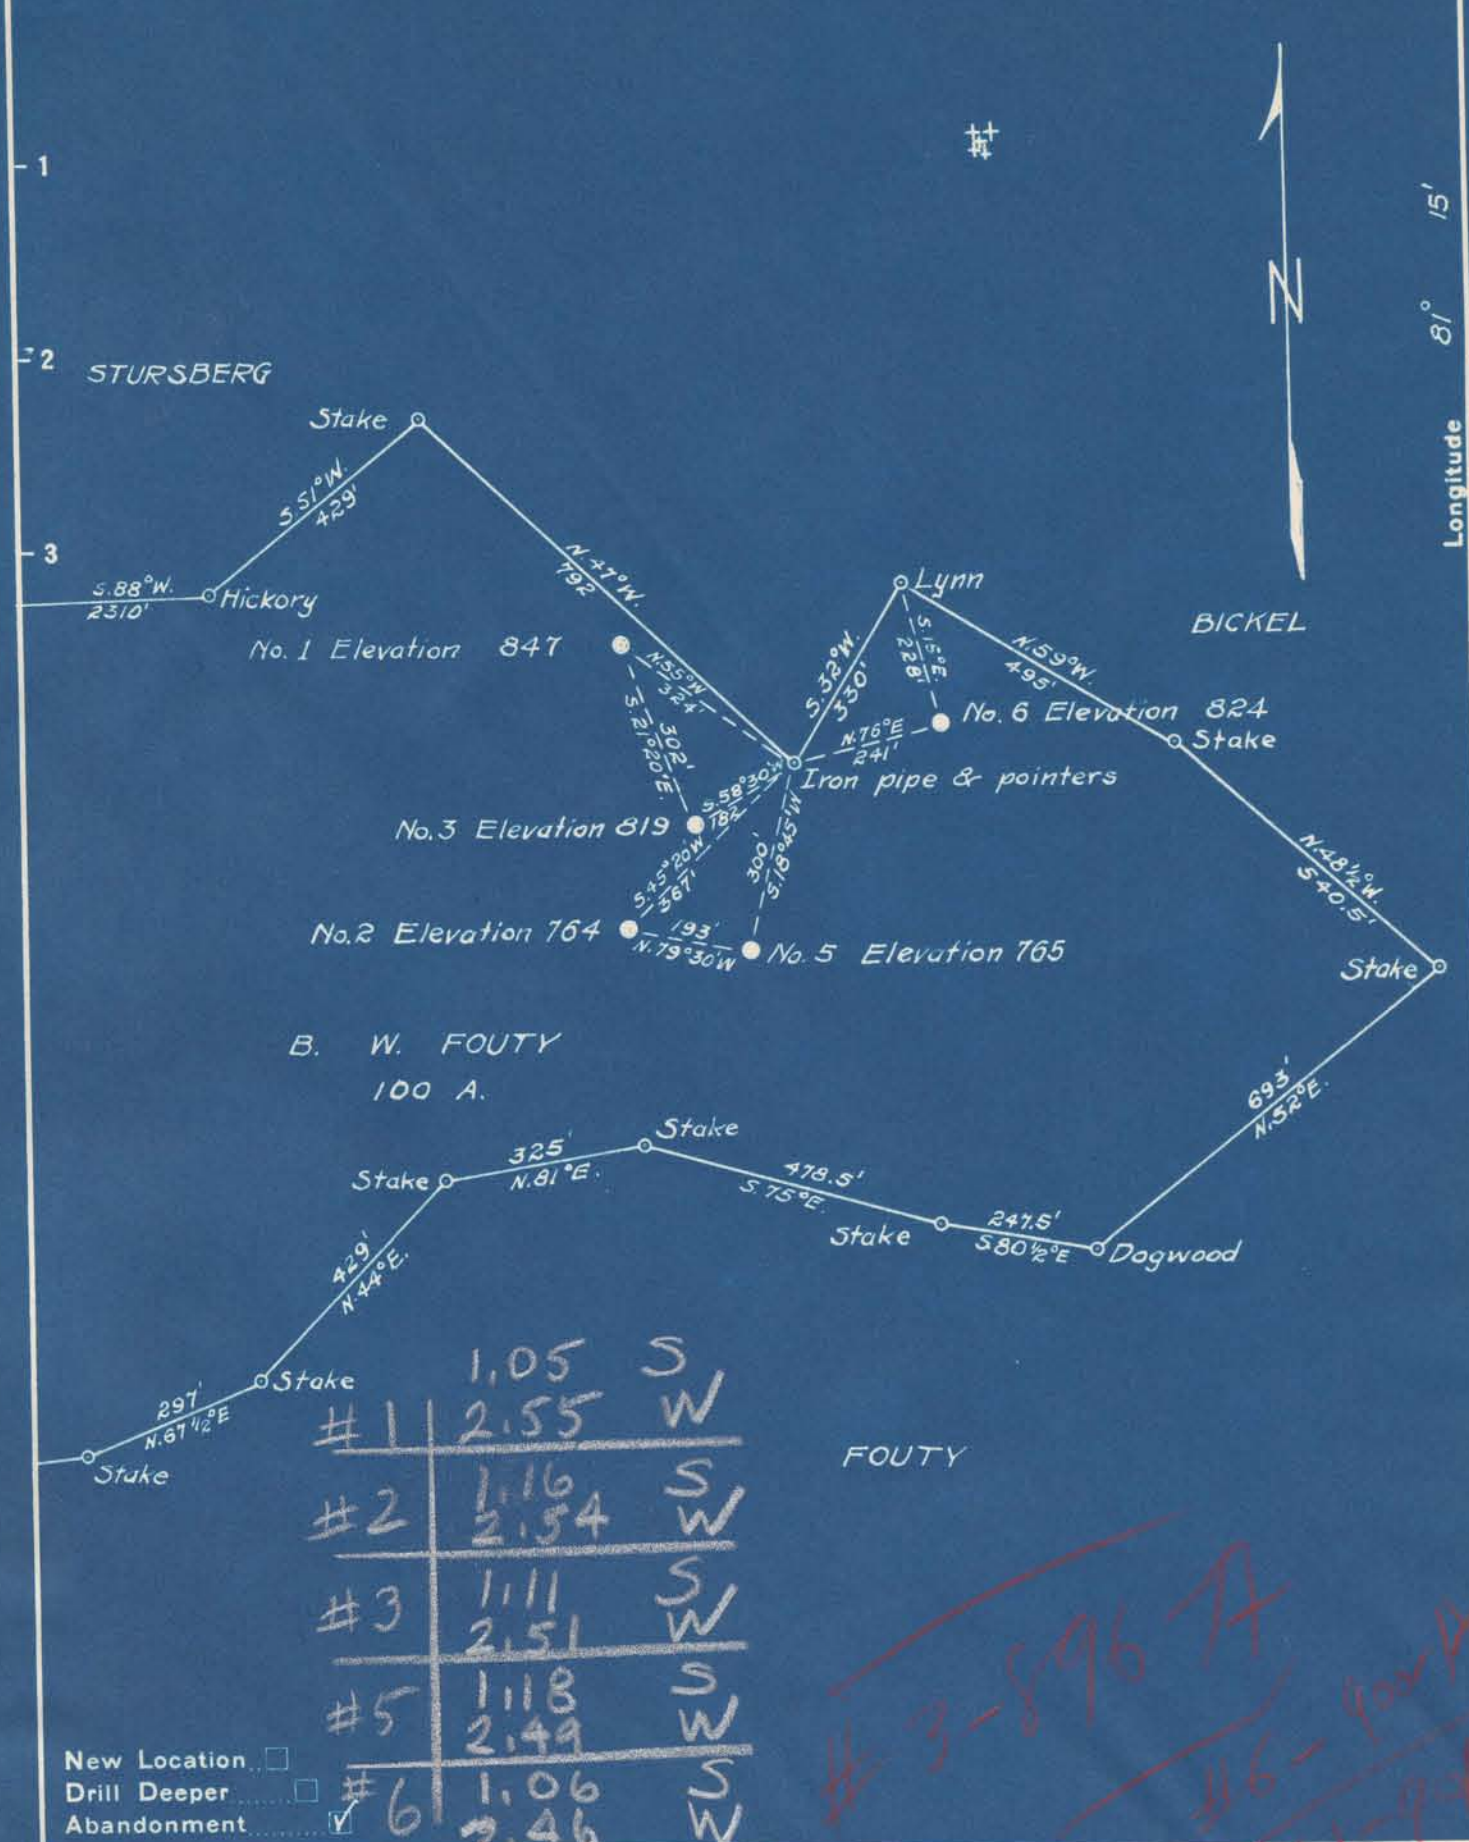 1
15'
N
81°
2
STURSBERG
Stake
Longitude
S.51°W.
429'
3
N.47°W.
792
S.88°W.
2310'
Hickory
Lynn
BICKEL
No. 1 Elevation 847
N.55°W
324'
S.32°W.
330'
S.15°E.
228'
N.59°W.
495'
302'
S.21°20'E.
No. 6 Elevation 824
N.76°E
241'
Stake
Iron pipe & pointers
S.58°30'W
182'
No. 3 Elevation 819
300'
S.18°45'W
N.48½°W.
540.5'
S.45°20'W
367'
No. 2 Elevation 764
193'
N.79°30'W
No. 5 Elevation 765
Stake
B. W. FOUTY
100 A.
693'
N.52°E.
Stake
325'
N.81°E.
Stake
478.5'
S.75°E.
Stake
247.5'
S80½°E
Dogwood
429'
N.44°E.
Stake
297'
N.67½°E
Stake
FOUTY
1.05 S
#1 2.55 W
1.16 S
#2 2.54 W
1.11 S
#3 2.51 W
1.18 S
#5 2.49 W
1.06 S
#6 2.46 W
#3-896 A
#6-
New Location
Drill Deeper
Abandonment ✓